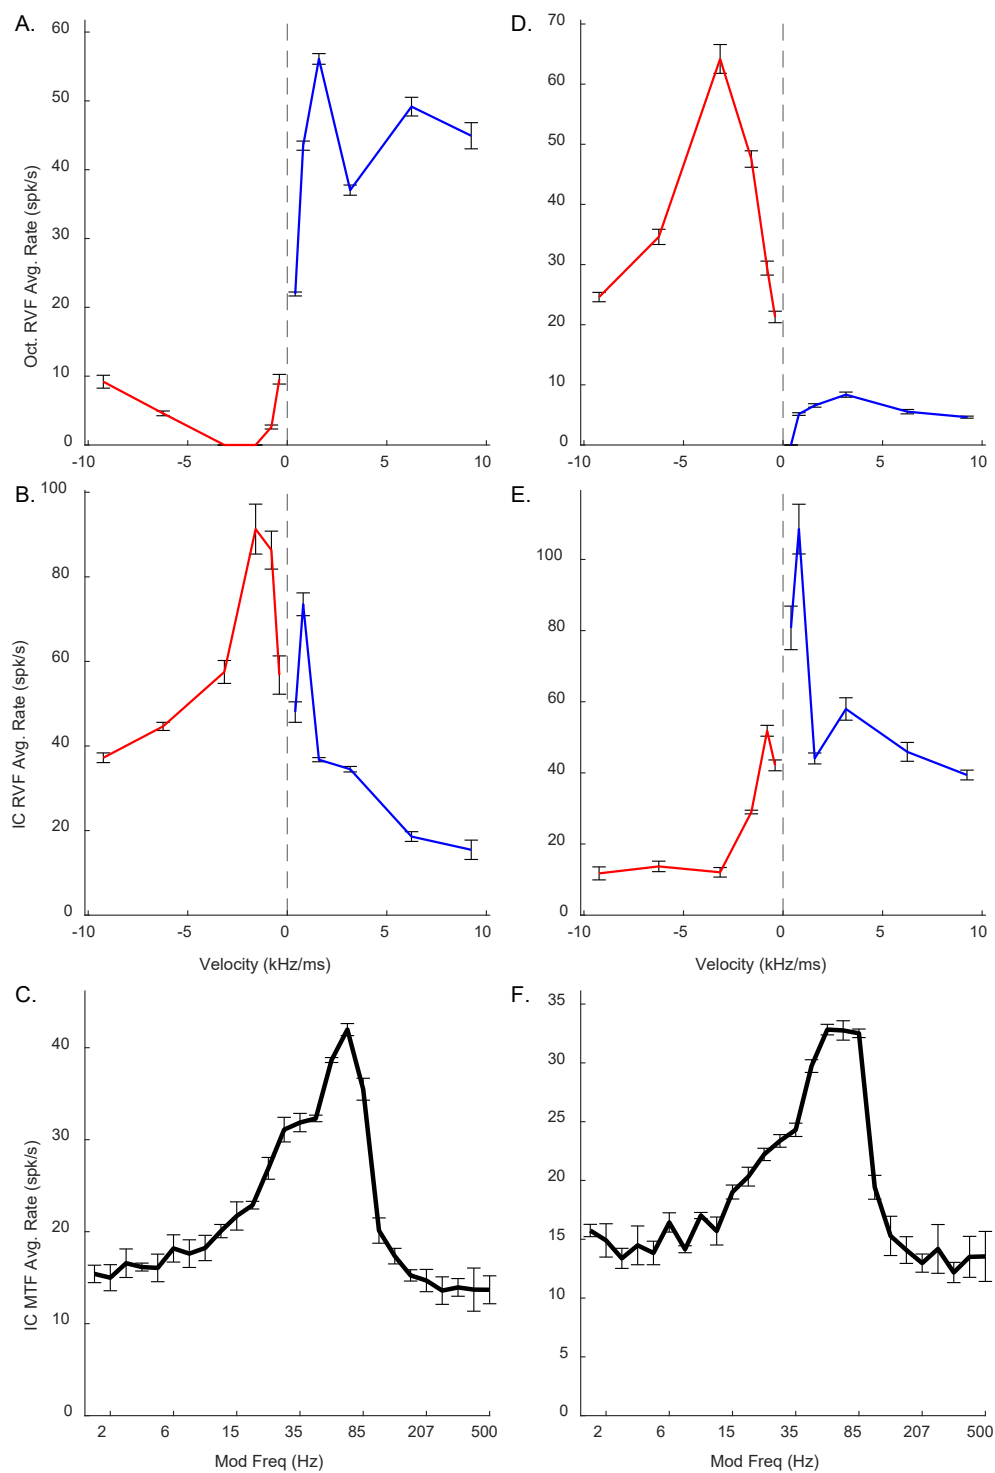 A.
60
50
40
30
20
10
0
Oct. RVF Avg. Rate (spk/s)
-10 -5 0 5 10
D.
70
60
50
40
30
20
10
0
-10 -5 0 5 10
B.
100
80
60
40
20
0
IC RVF Avg. Rate (spk/s)
-10 -5 0 5 10
Velocity (kHz/ms)
E.
100
80
60
40
20
0
-10 -5 0 5 10
Velocity (kHz/ms)
C.
40
30
20
10
0
IC MTF Avg. Rate (spk/s)
2 6 15 35 85 207 500
Mod Freq (Hz)
F.
35
30
25
20
15
10
5
0
2 6 15 35 85 207 500
Mod Freq (Hz)